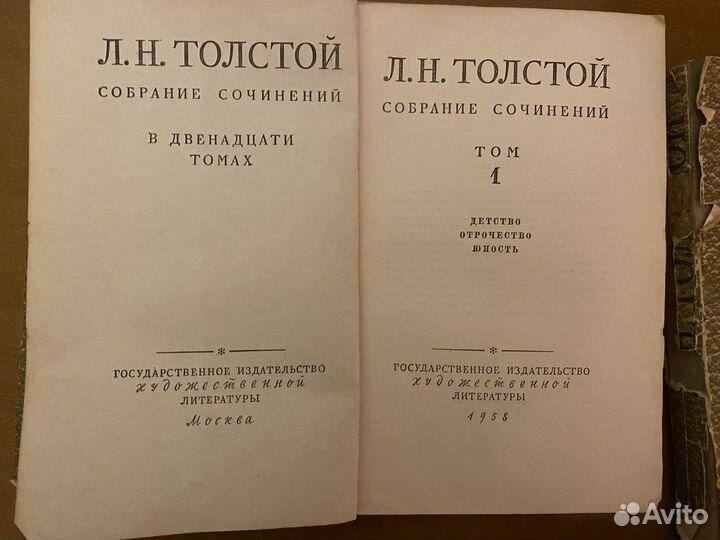 Л. Н. ТОЛСТОЙ
СОБРАНИЕ СОЧИНЕНИЙ
В ДВЕНАДЦАТИ
ТОМАХ
*
ГОСУДАРСТВЕННОЕ ИЗДАТЕЛЬСТВО
художественной
ЛИТЕРАТУРЫ
Москва
Л. Н. ТОЛСТОЙ
СОБРАНИЕ СОЧИНЕНИЙ
ТОМ
1
ДЕТСТВО
ОТРОЧЕСТВО
ЮНОСТЬ
*
ГОСУДАРСТВЕННОЕ ИЗДАТЕЛЬСТВО
художественной
ЛИТЕРАТУРЫ
1958
Avito